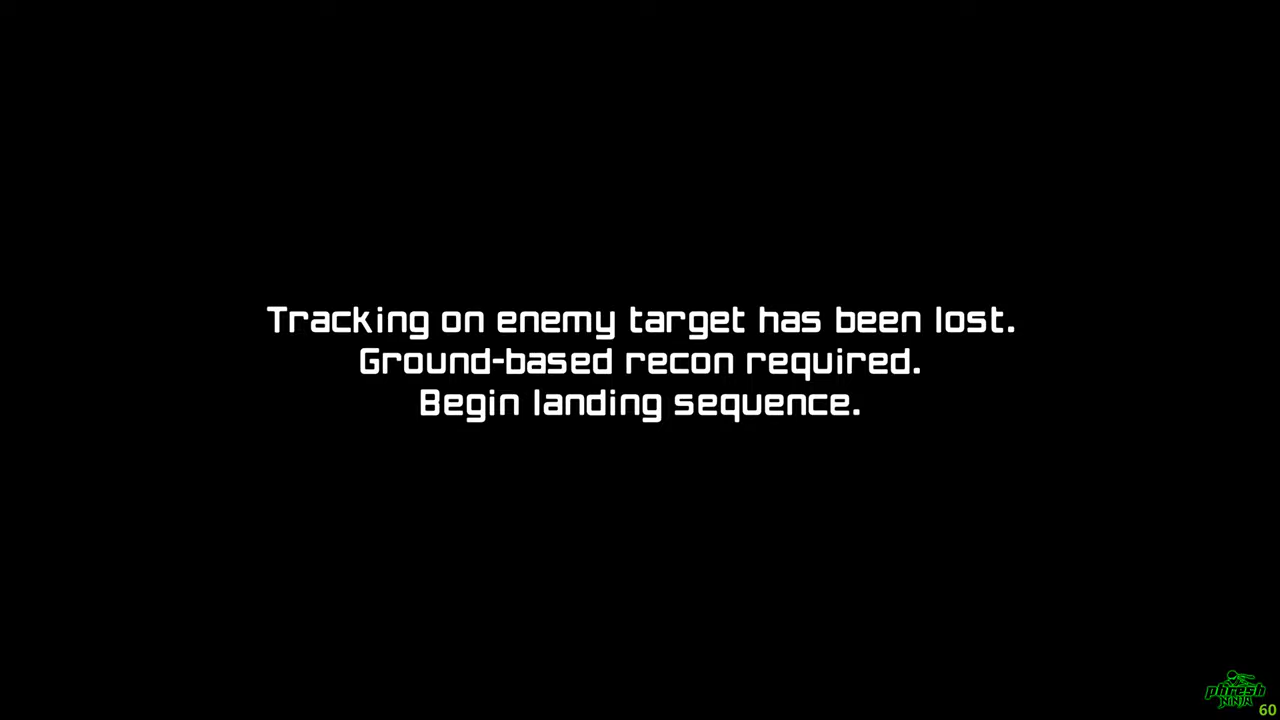 Tracking on enemy target has been lost.
Ground-based recon required.
Begin landing sequence.
phresh
NINJA
60